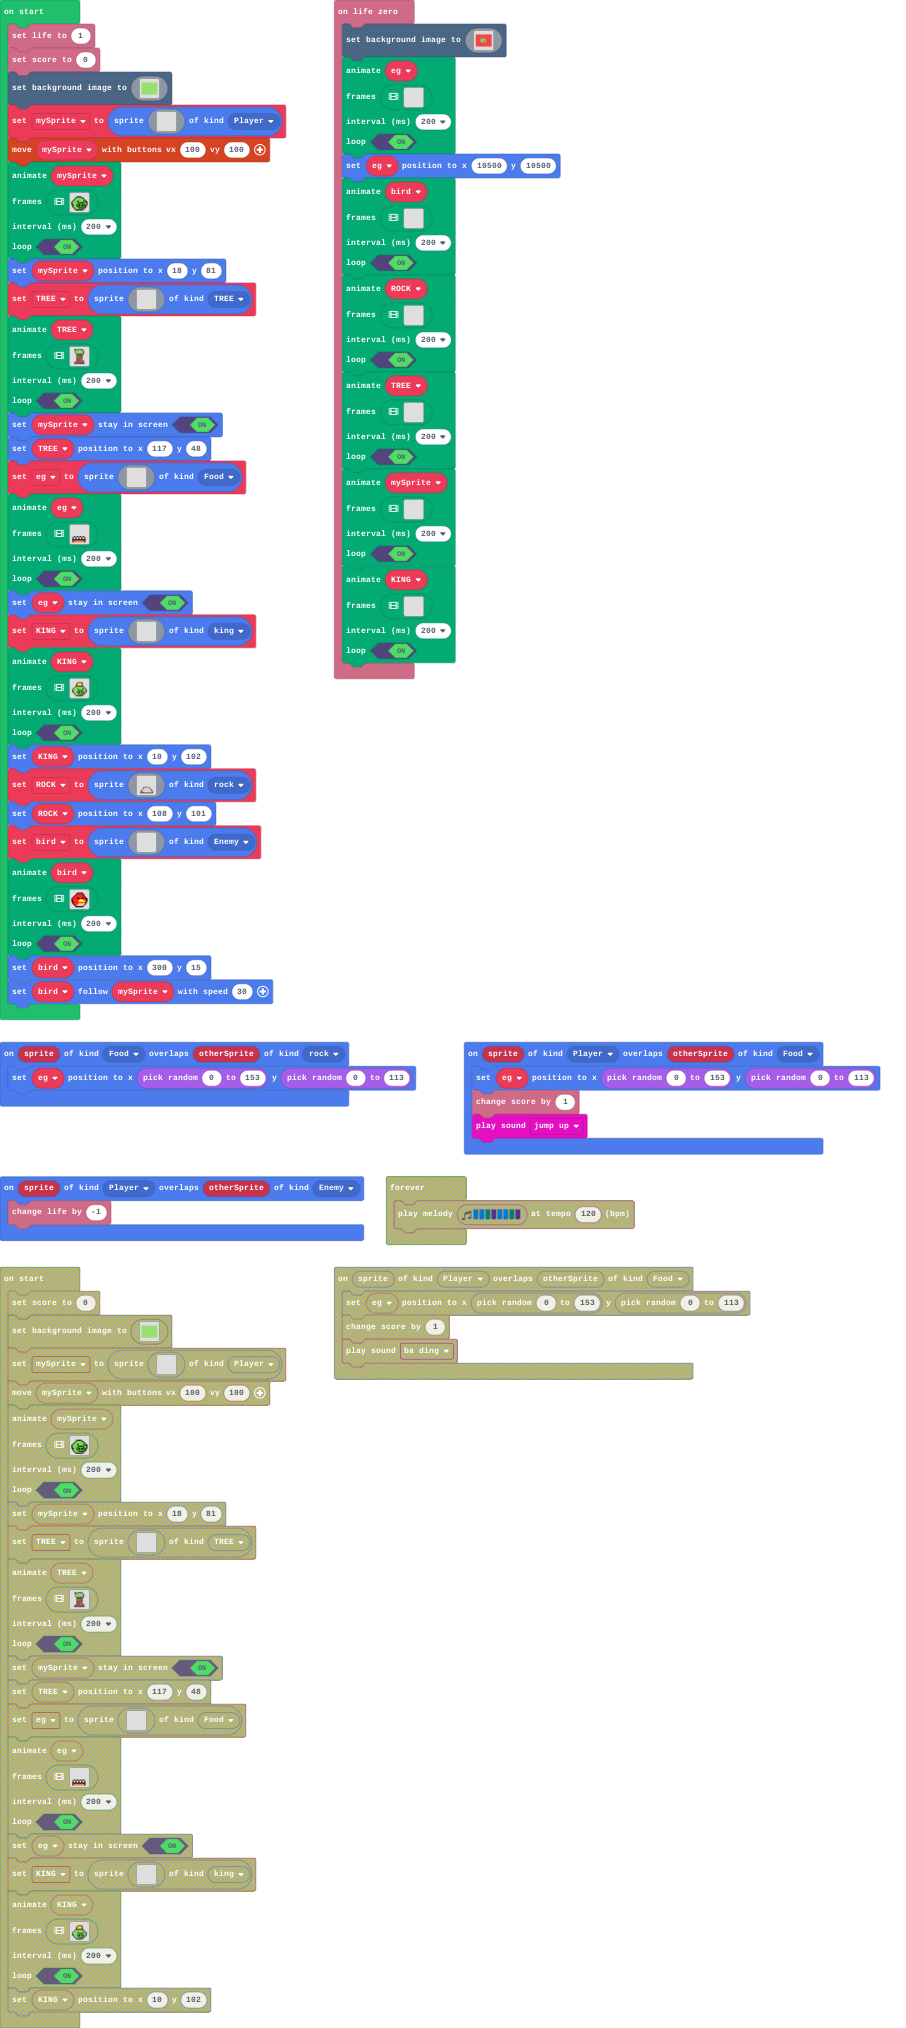 on start
set life to 1
set score to 0
set background image to
set mySprite to sprite of kind Player
move mySprite with buttons vx 100 vy 100
animate mySprite
frames
interval (ms) 200
loop ON
set mySprite position to x 18 y 81
set TREE to sprite of kind TREE
animate TREE
frames
interval (ms) 200
loop ON
set mySprite stay in screen ON
set TREE position to x 117 y 48
set eg to sprite of kind Food
animate eg
frames
interval (ms) 200
loop ON
set eg stay in screen ON
set KING to sprite of kind king
animate KING
frames
interval (ms) 200
loop ON
set KING position to x 10 y 102
set ROCK to sprite of kind rock
set ROCK position to x 108 y 101
set bird to sprite of kind Enemy
animate bird
frames
interval (ms) 200
loop ON
set bird position to x 300 y 15
set bird follow mySprite with speed 30
on life zero
set background image to
animate eg
frames
interval (ms) 200
loop ON
set eg position to x 10500 y 10500
animate bird
frames
interval (ms) 200
loop ON
animate ROCK
frames
interval (ms) 200
loop ON
animate TREE
frames
interval (ms) 200
loop ON
animate mySprite
frames
interval (ms) 200
loop ON
animate KING
frames
interval (ms) 200
loop ON
on sprite of kind Food overlaps otherSprite of kind rock
set eg position to x pick random 0 to 153 y pick random 0 to 113
on sprite of kind Player overlaps otherSprite of kind Food
set eg position to x pick random 0 to 153 y pick random 0 to 113
change score by 1
play sound jump up
on sprite of kind Player overlaps otherSprite of kind Enemy
change life by -1
forever
play melody at tempo 120 (bpm)
on start
set score to 0
set background image to
set mySprite to sprite of kind Player
move mySprite with buttons vx 100 vy 100
animate mySprite
frames
interval (ms) 200
loop ON
set mySprite position to x 18 y 81
set TREE to sprite of kind TREE
animate TREE
frames
interval (ms) 200
loop ON
set mySprite stay in screen ON
set TREE position to x 117 y 48
set eg to sprite of kind Food
animate eg
frames
interval (ms) 200
loop ON
set eg stay in screen ON
set KING to sprite of kind king
animate KING
frames
interval (ms) 200
loop ON
set KING position to x 10 y 102
on sprite of kind Player overlaps otherSprite of kind Food
set eg position to x pick random 0 to 153 y pick random 0 to 113
change score by 1
play sound ba ding